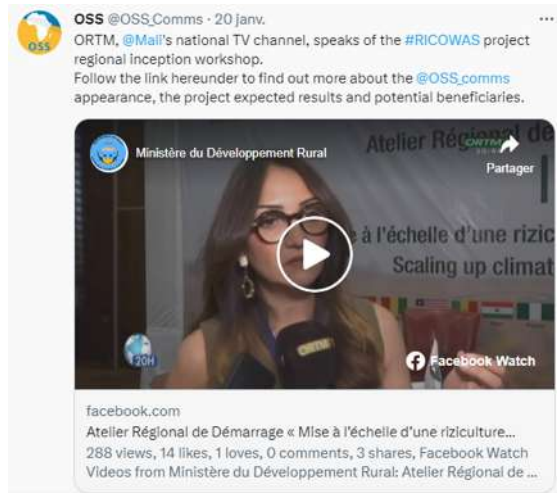 OSS @OSS_Comms · 20 janv.
ORTM, @Mali's national TV channel, speaks of the #RICOWAS project
regional inception workshop.
Follow the link hereunder to find out more about the @OSS_comms
appearance, the project expected results and potential beneficiaries.
OSS
Ministère du Développement Rural
Atelier Régional de
ORTM
Partager
e à l'échelle d'une rizic
Scaling up climat
ORTM
20H
Facebook Watch
facebook.com
Atelier Régional de Démarrage « Mise à l'échelle d'une riziculture...
288 views, 14 likes, 1 loves, 0 comments, 3 shares, Facebook Watch
Videos from Ministère du Développement Rural: Atelier Régional de ...